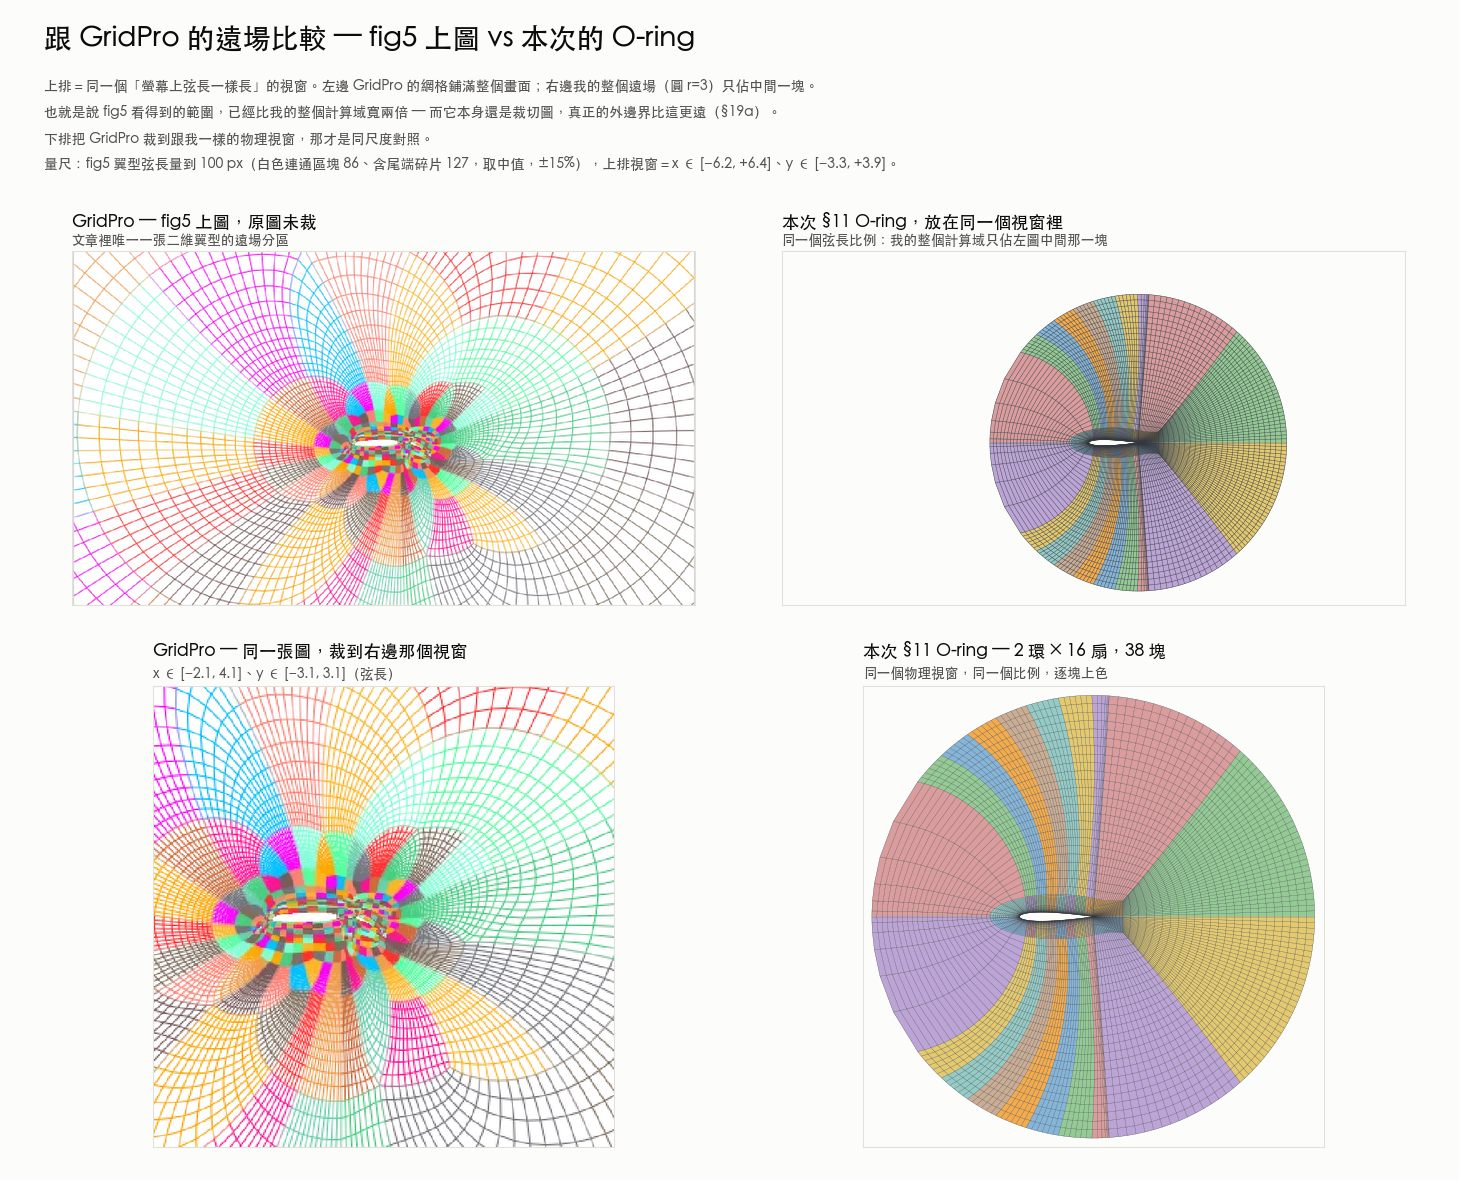 跟 GridPro 的遠場比較 — fig5 上圖 vs 本次的 O-ring
上排＝同一個「螢幕上弦長一樣長」的視窗。左邊 GridPro 的網格鋪滿整個畫面；右邊我的整個遠場（圓 r=3）只佔中間一塊。
也就是說 fig5 看得到的範圍，已經比我的整個計算域寬兩倍 — 而它本身還是裁切圖，真正的外邊界比這更遠（§19a）。
下排把 GridPro 裁到跟我一樣的物理視窗，那才是同尺度對照。
量尺：fig5 翼型弦長量到 100 px（白色連通區塊 86、含尾端碎片 127，取中值，±15%），上排視窗＝x ∈ [−6.2, +6.4]、y ∈ [−3.3, +3.9]。
GridPro — fig5 上圖，原圖未裁
文章裡唯一一張二維翼型的遠場分區
本次 §11 O-ring，放在同一個視窗裡
同一個弦長比例：我的整個計算域只佔左圖中間那一塊
GridPro — 同一張圖，裁到右邊那個視窗
x ∈ [−2.1, 4.1]、y ∈ [−3.1, 3.1]（弦長）
本次 §11 O-ring — 2 環 × 16 扇，38 塊
同一個物理視窗，同一個比例，逐塊上色